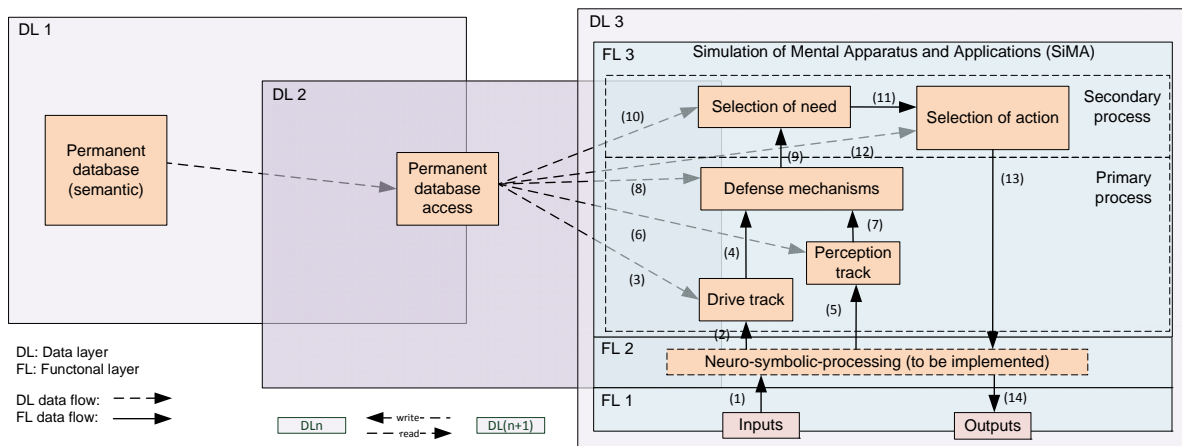 DL 1
DL 2
DL 3
FL 3
Simulation of Mental Apparatus and Applications (SiMA)
Permanent
database
(semantic)
Permanent
database
access
Selection of need
(11)
Selection of action
Secondary
process
(10)
(9)
(12)
(8)
Defense mechanisms
(13)
Primary
process
(6)
(4)
(7)
Perception
track
(3)
Drive track
(5)
(2)
FL 2
Neuro-symbolic-processing (to be implemented)
FL 1
(1)
(14)
Inputs
Outputs
DL: Data layer
FL: Functonal layer
DL data flow:
FL data flow:
DLn
write
read
DL(n+1)